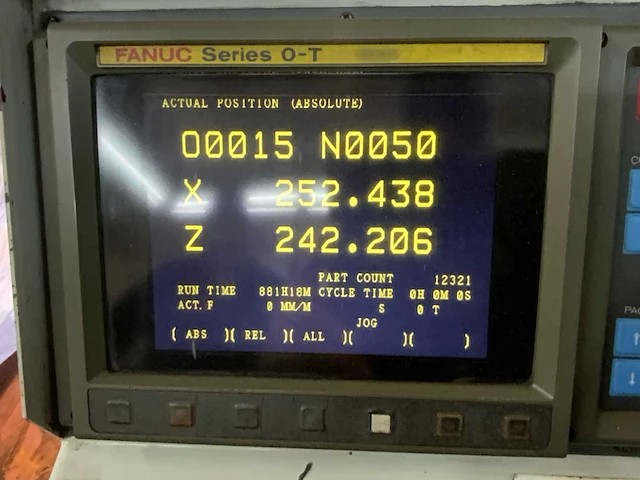 FANUC Series O-T
ACTUAL POSITION (ABSOLUTE)
O0015 N0050
X 252.438
Z 242.206
PART COUNT 12321
RUN TIME 881H18M CYCLE TIME 0H 0M 0S
ACT.F 0 MM/M S 0 T
JOG
( ABS )( REL )( ALL )( )( )